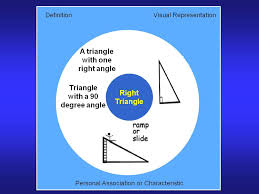 Definition
Visual Representation
A triangle
with one
right angle
Triangle
with a 90
degree angle
Right
Triangle
ramp
or
slide
Personal Association or Characteristic